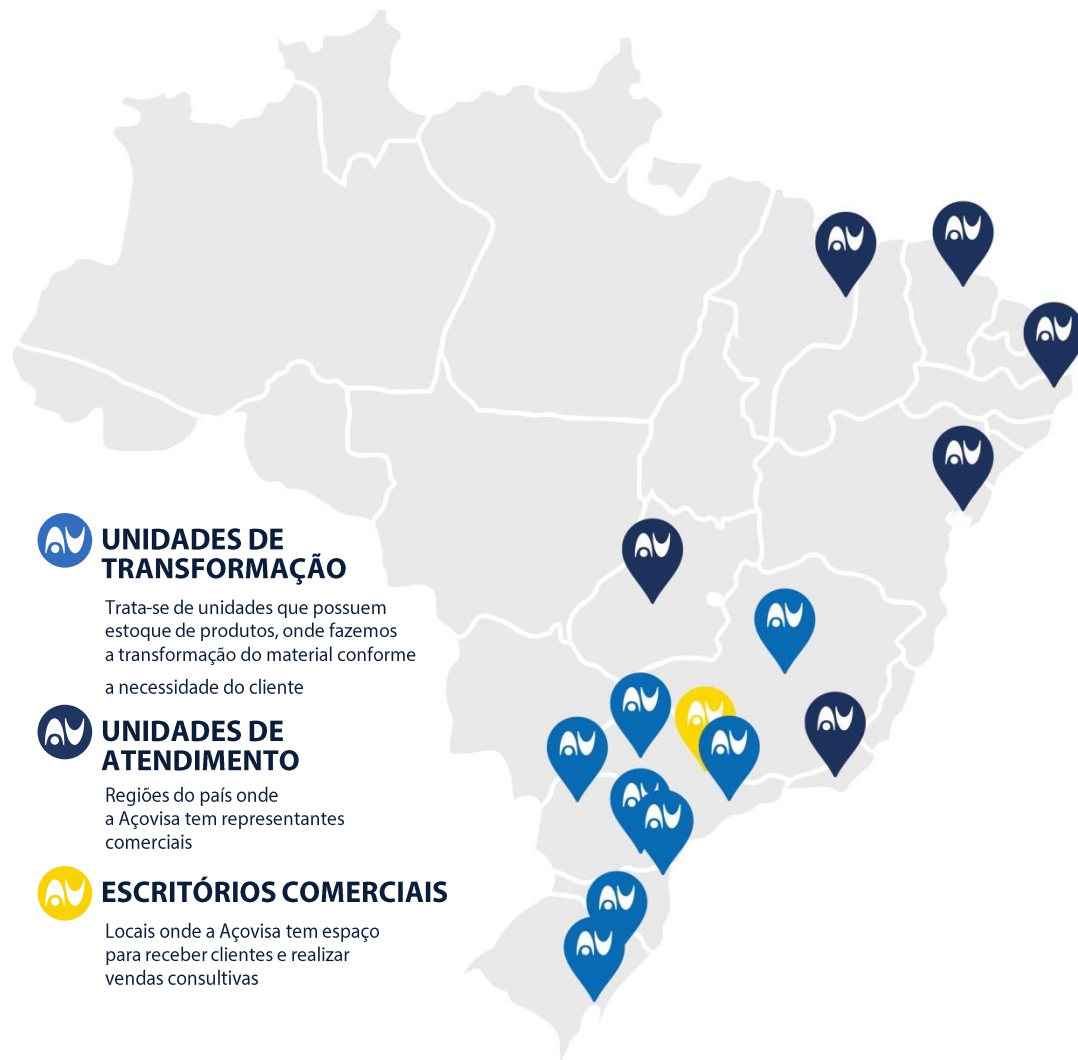 UNIDADES DE
TRANSFORMAÇÃO
Trata-se de unidades que possuem
estoque de produtos, onde fazemos
a transformação do material conforme
a necessidade do cliente
UNIDADES DE
ATENDIMENTO
Regiões do país onde
a Açovisa tem representantes
comerciais
ESCRITÓRIOS COMERCIAIS
Locais onde a Açovisa tem espaço
para receber clientes e realizar
vendas consultivas